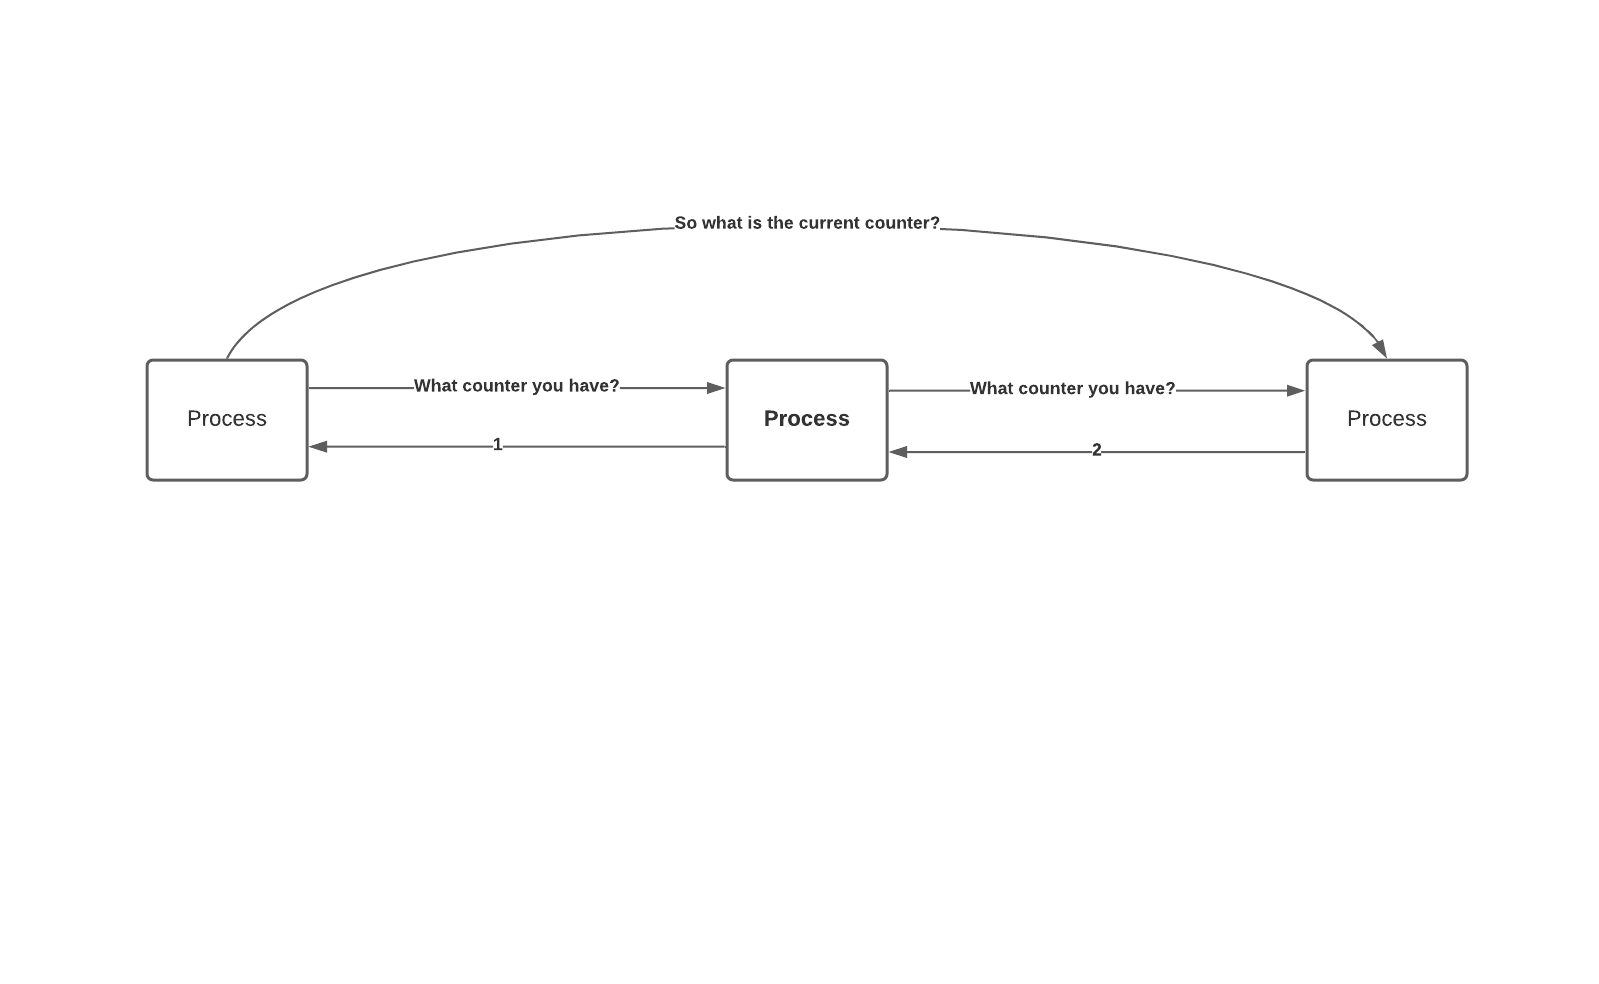 So what is the current counter?
What counter you have?
What counter you have?
Process
Process
Process
1
2